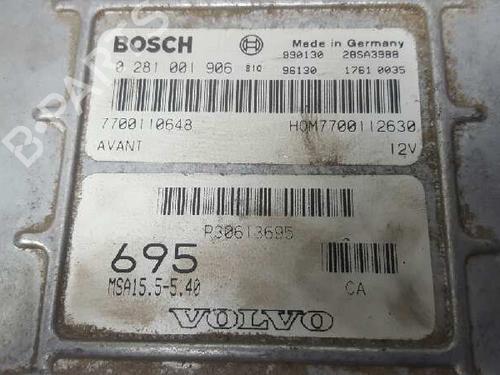 BOSCH
Made in Germany
890130 28SA3988
0 281 001 906 810 96130 1761 0035
7700110648 HOM7700112630
AVANT 12V
P30613695
695
MSA15.5-5.40 CA
VOLVO
B-PARTS